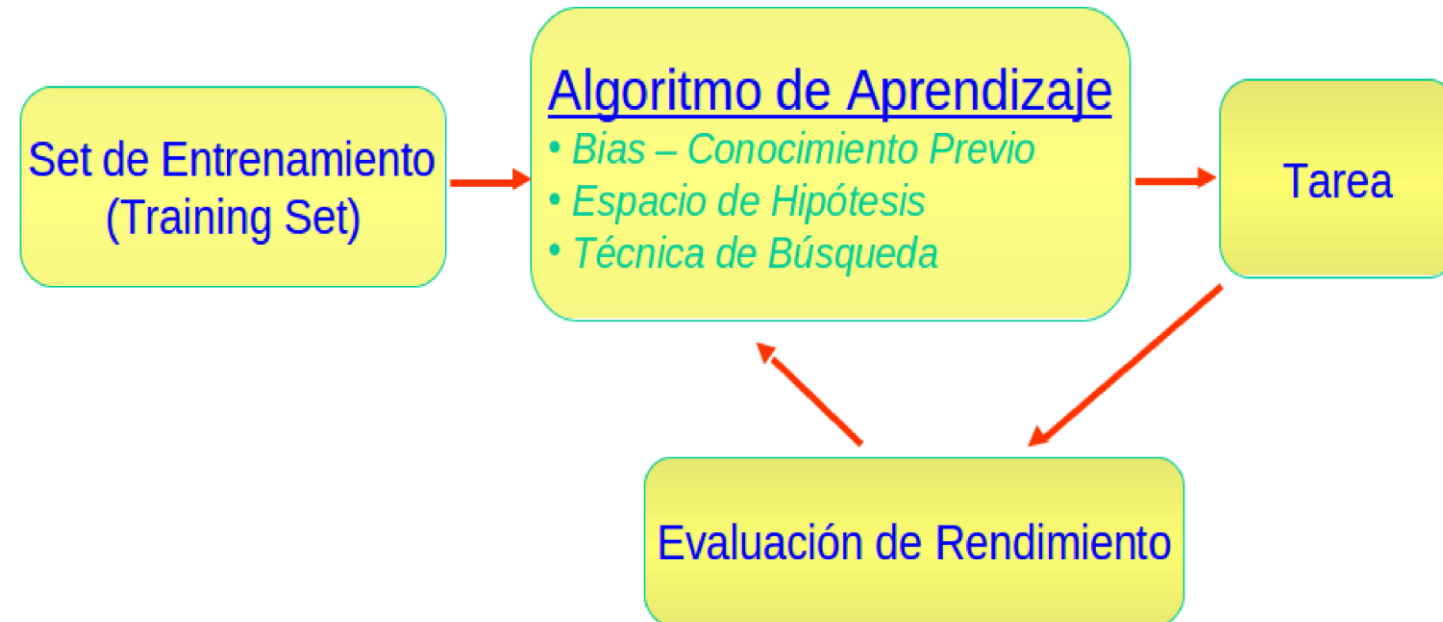 Set de Entrenamiento
(Training Set)
Algoritmo de Aprendizaje
• Bias – Conocimiento Previo
• Espacio de Hipótesis
• Técnica de Búsqueda
Tarea
Evaluación de Rendimiento